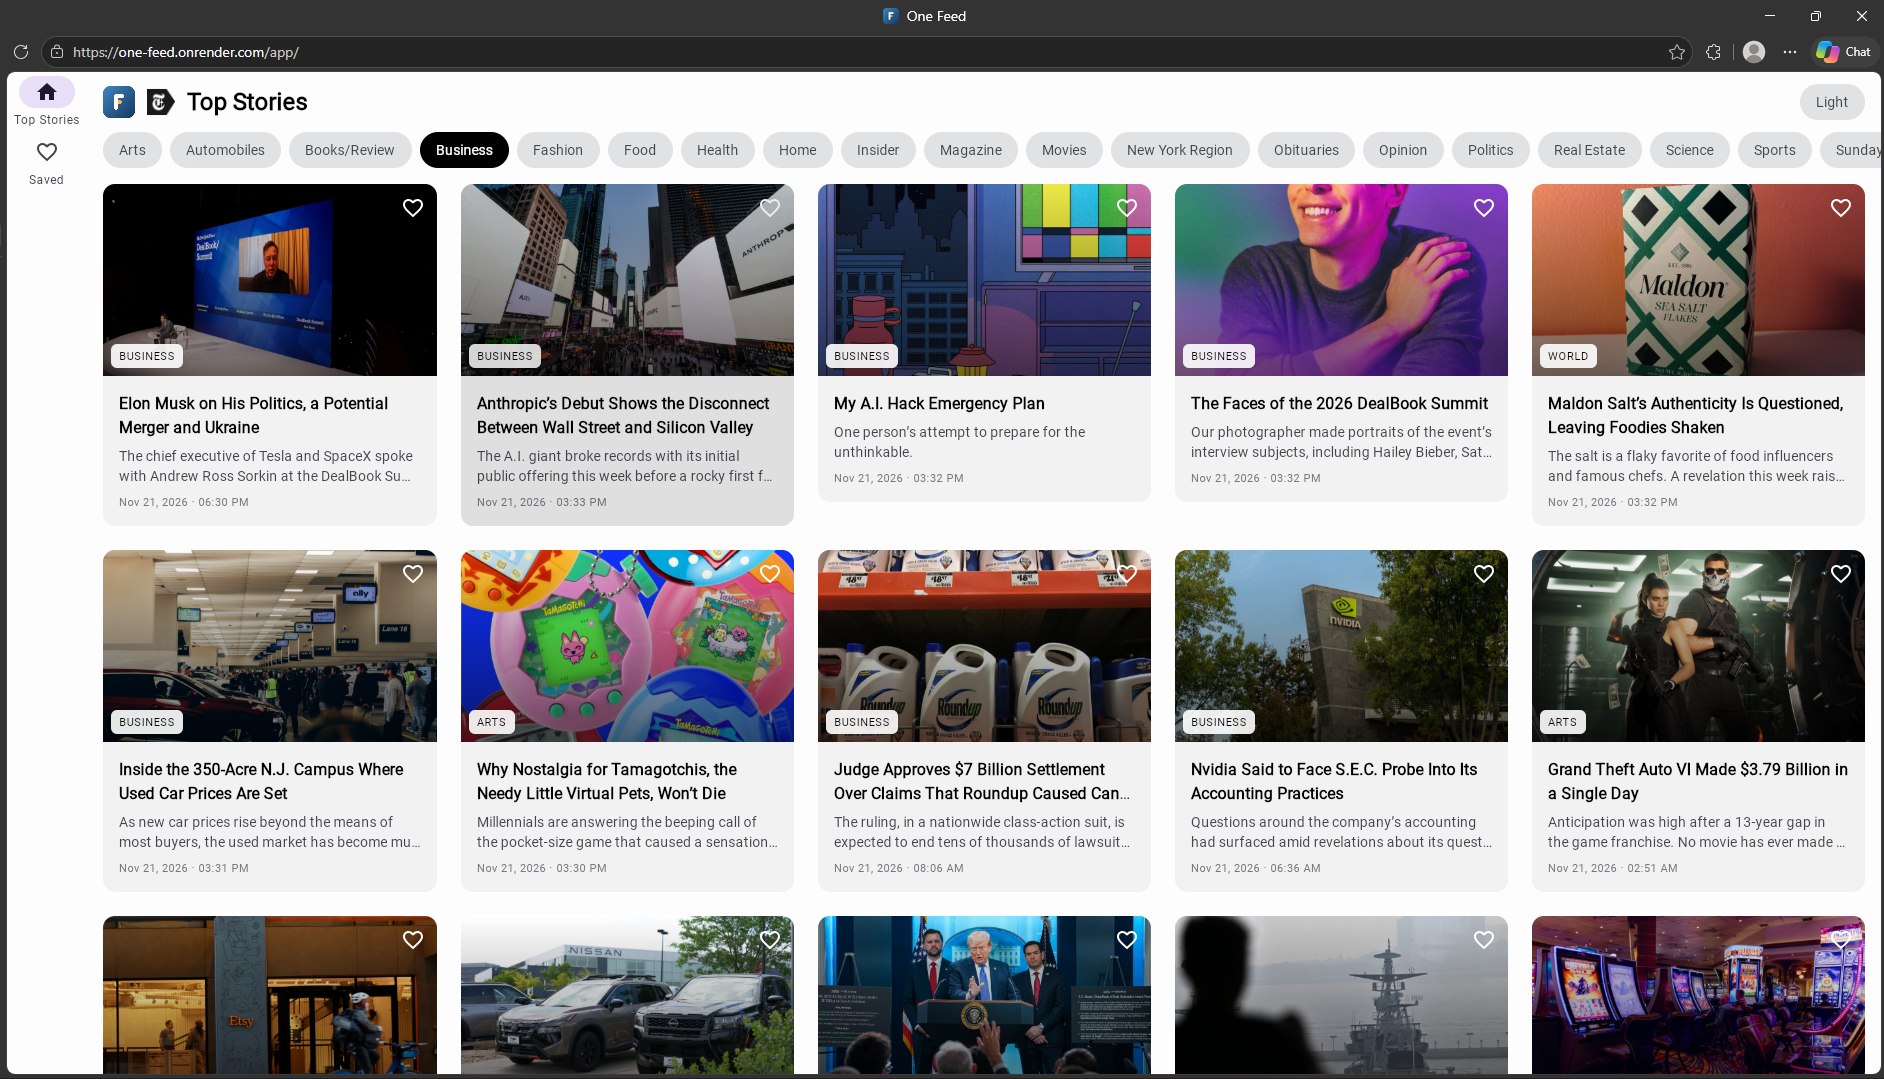 One Feed
https://one-feed.onrender.com/app/
Chat
Top Stories
Saved
Top Stories
Light
Arts
Automobiles
Books/Review
Business
Fashion
Food
Health
Home
Insider
Magazine
Movies
New York Region
Obituaries
Opinion
Politics
Real Estate
Science
Sports
Sunday
DealBook/
Summit
BUSINESS
Elon Musk on His Politics, a Potential
Merger and Ukraine
The chief executive of Tesla and SpaceX spoke
with Andrew Ross Sorkin at the DealBook Su…
Nov 21, 2026 · 06:30 PM
ANTHROP
BUSINESS
Anthropic’s Debut Shows the Disconnect
Between Wall Street and Silicon Valley
The A.I. giant broke records with its initial
public offering this week before a rocky first f…
Nov 21, 2026 · 03:33 PM
BUSINESS
My A.I. Hack Emergency Plan
One person’s attempt to prepare for the
unthinkable.
Nov 21, 2026 · 03:32 PM
BUSINESS
The Faces of the 2026 DealBook Summit
Our photographer made portraits of the event’s
interview subjects, including Hailey Bieber, Sat…
Nov 21, 2026 · 03:32 PM
EST. 1882
Maldon
SEA SALT
FLAKES
WORLD
Maldon Salt’s Authenticity Is Questioned,
Leaving Foodies Shaken
The salt is a flaky favorite of food influencers
and famous chefs. A revelation this week rais…
Nov 21, 2026 · 03:32 PM
ally
Lane 16
BUSINESS
Inside the 350-Acre N.J. Campus Where
Used Car Prices Are Set
As new car prices rise beyond the means of
most buyers, the used market has become mu…
Nov 21, 2026 · 03:31 PM
Tamagotchi
Tamagotchi
Tamagotchi
ARTS
Why Nostalgia for Tamagotchis, the
Needy Little Virtual Pets, Won’t Die
Millennials are answering the beeping call of
the pocket-size game that caused a sensation…
Nov 21, 2026 · 03:30 PM
Roundup
Roundup
BUSINESS
Judge Approves $7 Billion Settlement
Over Claims That Roundup Caused Can…
The ruling, in a nationwide class-action suit, is
expected to end tens of thousands of lawsuit…
Nov 21, 2026 · 08:06 AM
NVIDIA
BUSINESS
Nvidia Said to Face S.E.C. Probe Into Its
Accounting Practices
Questions around the company’s accounting
had surfaced amid revelations about its quest…
Nov 21, 2026 · 06:36 AM
ARTS
Grand Theft Auto VI Made $3.79 Billion in
a Single Day
Anticipation was high after a 13-year gap in
the game franchise. No movie has ever made …
Nov 21, 2026 · 02:51 AM
Etsy
NISSAN